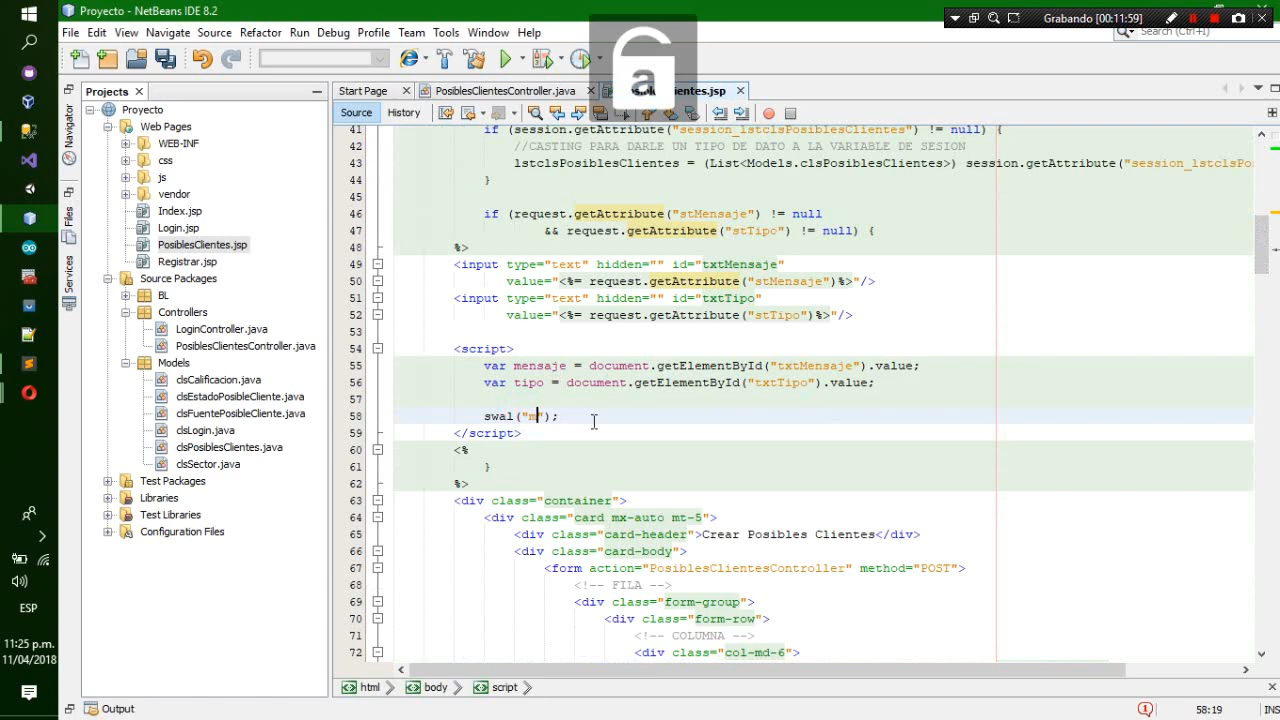 Proyecto - NetBeans IDE 8.2
Grabando [00:11:59]
File Edit View Navigate Source Refactor Run Debug Profile Team Tools Window Help
Search (Ctrl+I)
Projects
Start Page
PosiblesClientesController.java
clientes.jsp
Source History
Navigator
Files
Services
Proyecto
Web Pages
WEB-INF
css
js
vendor
Index.jsp
Login.jsp
PosiblesClientes.jsp
Registrar.jsp
Source Packages
BL
Controllers
LoginController.java
PosiblesClientesController.java
Models
clsCalificacion.java
clsEstadoPosibleCliente.java
clsFuentePosibleCliente.java
clsLogin.java
clsPosiblesClientes.java
clsSector.java
Test Packages
Libraries
Test Libraries
Configuration Files
a
41 if (session.getAttribute("session_lstclsPosiblesClientes") != null) {
42 //CASTING PARA DARLE UN TIPO DE DATO A LA VARIABLE DE SESION
43 lstclsPosiblesClientes = (List<Models.clsPosiblesClientes>) session.getAttribute("session_lstclsPo
44 }
45
46 if (request.getAttribute("stMensaje") != null
47 && request.getAttribute("stTipo") != null) {
48 %>
49 <input type="text" hidden="" id="txtMensaje"
50 value="<%= request.getAttribute("stMensaje")%>"/>
51 <input type="text" hidden="" id="txtTipo"
52 value="<%= request.getAttribute("stTipo")%>"/>
53
54 <script>
55 var mensaje = document.getElementById("txtMensaje").value;
56 var tipo = document.getElementById("txtTipo").value;
57
58 swal("m");
59 </script>
60 <%
61 }
62 %>
63 <div class="container">
64 <div class="card mx-auto mt-5">
65 <div class="card-header">Crear Posibles Clientes</div>
66 <div class="card-body">
67 <form action="PosiblesClientesController" method="POST">
68 <!-- FILA -->
69 <div class="form-group">
70 <div class="form-row">
71 <!-- COLUMNA -->
72 <div class="col-md-6">
html body script
Output
1
58:19
INS
ESP
11:25 p.m.
11/04/2018